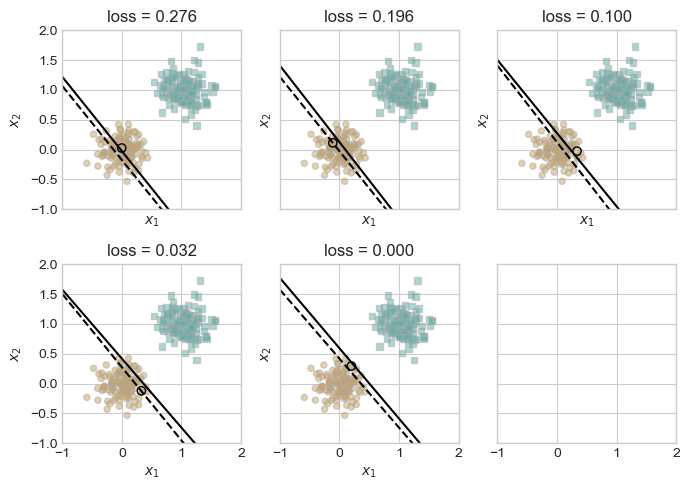 loss = 0.276
loss = 0.196
loss = 0.100
2.0
1.5
1.0
0.5
0.0
−0.5
−1.0
x₂
x₂
x₂
x₁
x₁
x₁
loss = 0.032
loss = 0.000
2.0
1.5
1.0
0.5
0.0
−0.5
−1.0
x₂
x₂
−1 0 1 2
−1 0 1 2
−1 0 1 2
x₁
x₁